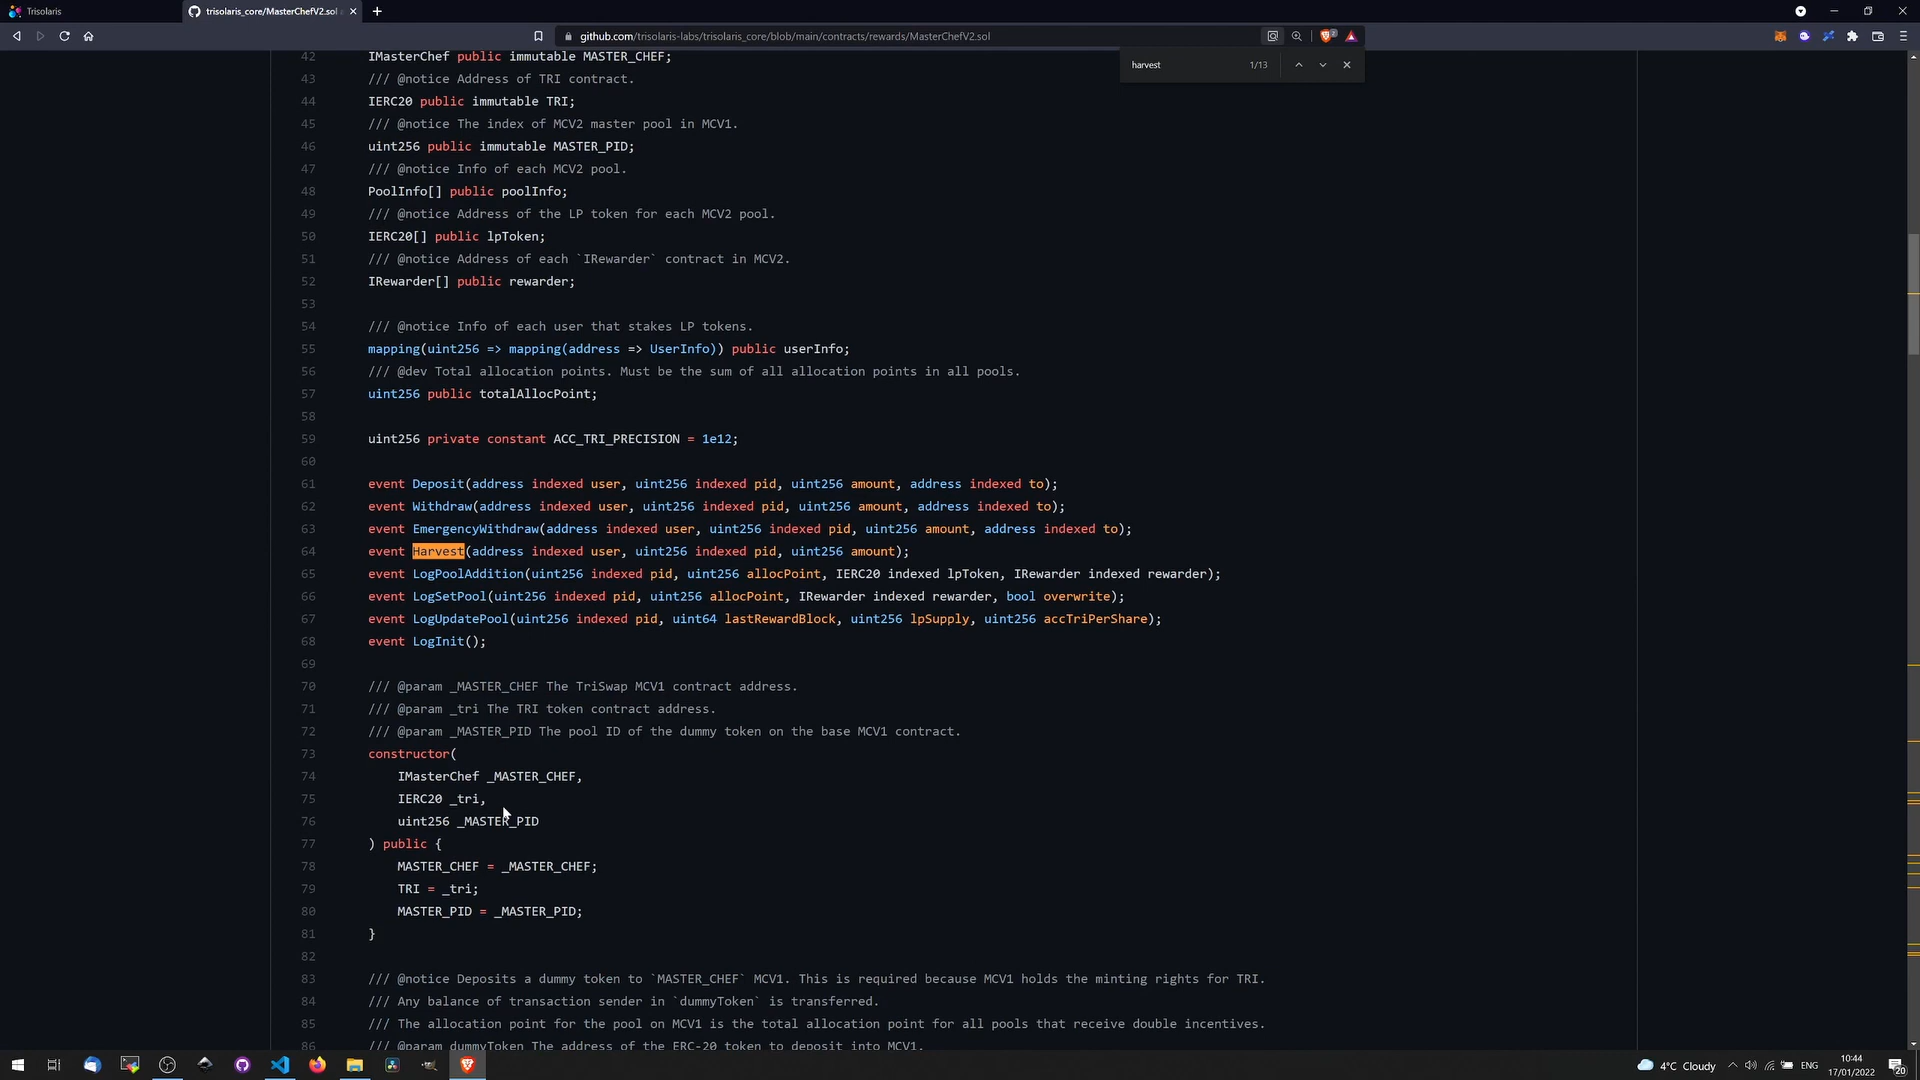 Trisolaris
trisolaris_core/MasterChefV2.sol
github.com/trisolaris-labs/trisolaris_core/blob/main/contracts/rewards/MasterChefV2.sol
harvest 1/13
42 IMasterChef public immutable MASTER_CHEF;
43 /// @notice Address of TRI contract.
44 IERC20 public immutable TRI;
45 /// @notice The index of MCV2 master pool in MCV1.
46 uint256 public immutable MASTER_PID;
47 /// @notice Info of each MCV2 pool.
48 PoolInfo[] public poolInfo;
49 /// @notice Address of the LP token for each MCV2 pool.
50 IERC20[] public lpToken;
51 /// @notice Address of each `IRewarder` contract in MCV2.
52 IRewarder[] public rewarder;
53
54 /// @notice Info of each user that stakes LP tokens.
55 mapping(uint256 => mapping(address => UserInfo)) public userInfo;
56 /// @dev Total allocation points. Must be the sum of all allocation points in all pools.
57 uint256 public totalAllocPoint;
58
59 uint256 private constant ACC_TRI_PRECISION = 1e12;
60
61 event Deposit(address indexed user, uint256 indexed pid, uint256 amount, address indexed to);
62 event Withdraw(address indexed user, uint256 indexed pid, uint256 amount, address indexed to);
63 event EmergencyWithdraw(address indexed user, uint256 indexed pid, uint256 amount, address indexed to);
64 event Harvest(address indexed user, uint256 indexed pid, uint256 amount);
65 event LogPoolAddition(uint256 indexed pid, uint256 allocPoint, IERC20 indexed lpToken, IRewarder indexed rewarder);
66 event LogSetPool(uint256 indexed pid, uint256 allocPoint, IRewarder indexed rewarder, bool overwrite);
67 event LogUpdatePool(uint256 indexed pid, uint64 lastRewardBlock, uint256 lpSupply, uint256 accTriPerShare);
68 event LogInit();
69
70 /// @param _MASTER_CHEF The TriSwap MCV1 contract address.
71 /// @param _tri The TRI token contract address.
72 /// @param _MASTER_PID The pool ID of the dummy token on the base MCV1 contract.
73 constructor(
74 IMasterChef _MASTER_CHEF,
75 IERC20 _tri,
76 uint256 _MASTER_PID
77 ) public {
78 MASTER_CHEF = _MASTER_CHEF;
79 TRI = _tri;
80 MASTER_PID = _MASTER_PID;
81 }
82
83 /// @notice Deposits a dummy token to `MASTER_CHEF` MCV1. This is required because MCV1 holds the minting rights for TRI.
84 /// Any balance of transaction sender in `dummyToken` is transferred.
85 /// The allocation point for the pool on MCV1 is the total allocation point for all pools that receive double incentives.
86 /// @param dummyToken The address of the ERC-20 token to deposit into MCV1.
4°C Cloudy
ENG
10:44
17/01/2022
20